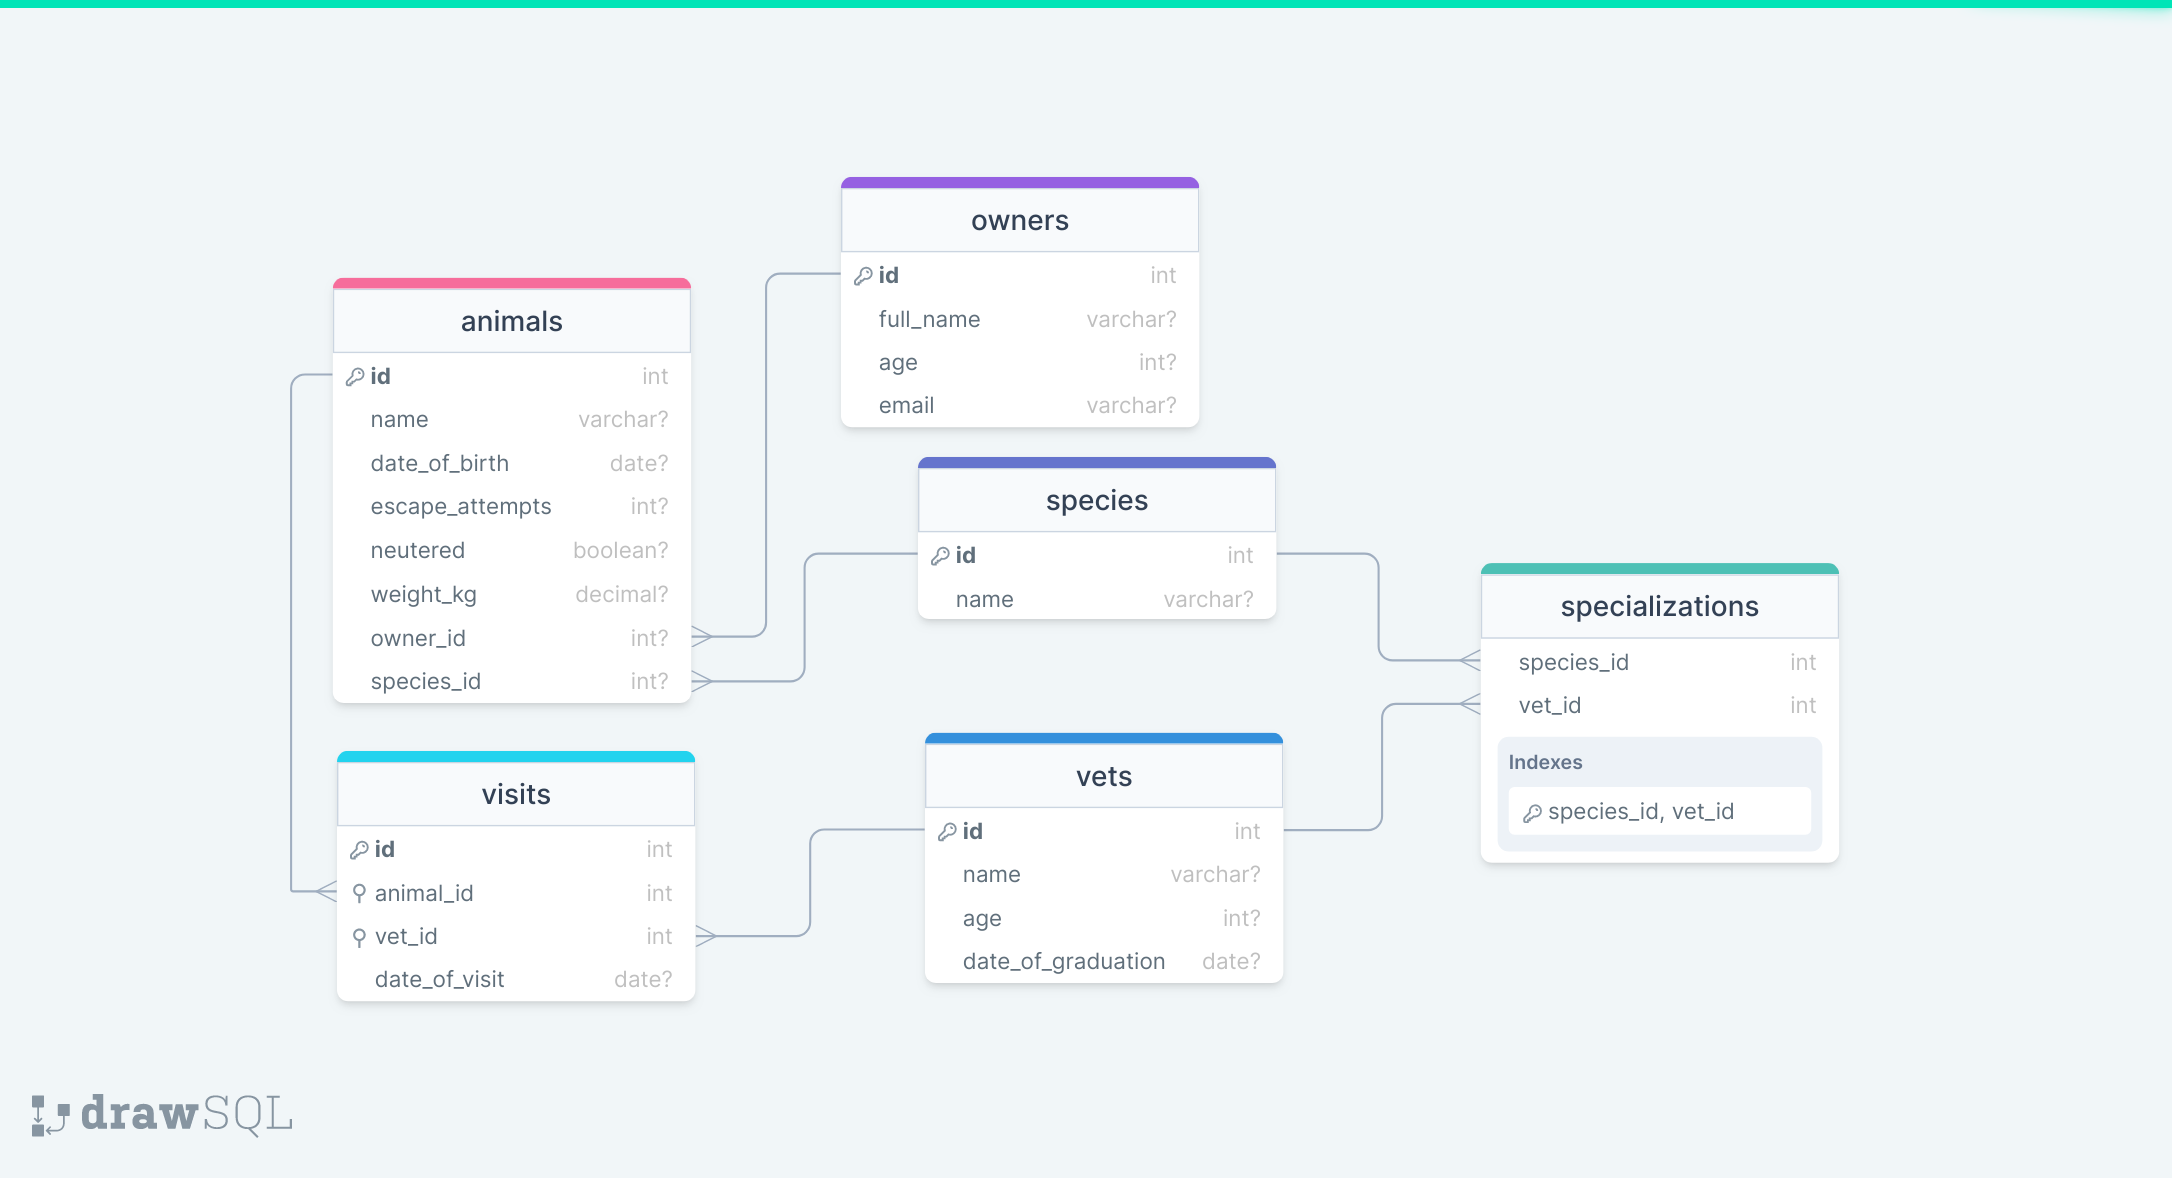 owners
id int
full_name varchar?
age int?
email varchar?
animals
id int
name varchar?
date_of_birth date?
escape_attempts int?
neutered boolean?
weight_kg decimal?
owner_id int?
species_id int?
species
id int
name varchar?
specializations
species_id int
vet_id int
Indexes
species_id, vet_id
visits
id int
animal_id int
vet_id int
date_of_visit date?
vets
id int
name varchar?
age int?
date_of_graduation date?
drawSQL